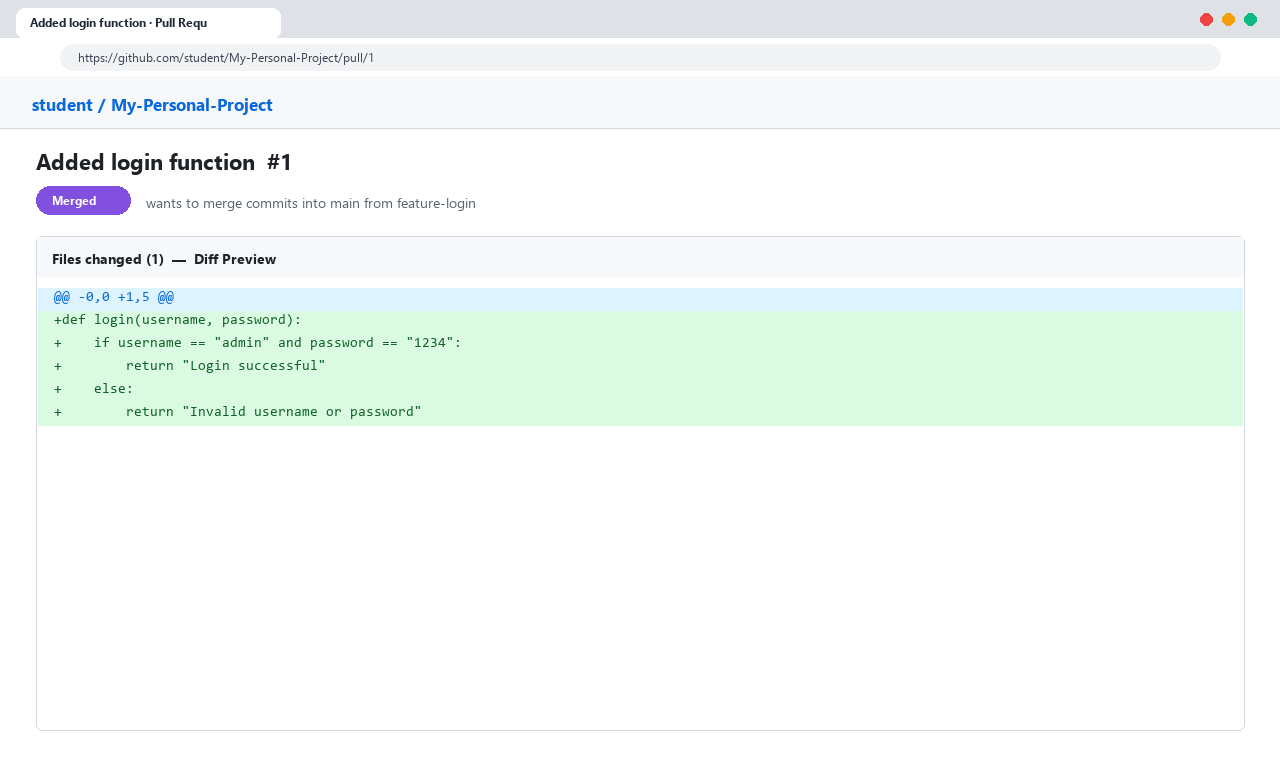 Added login function · Pull Requ
https://github.com/student/My-Personal-Project/pull/1
student / My-Personal-Project
Added login function  #1
Merged
wants to merge commits into main from feature-login
Files changed (1)  —  Diff Preview
@@ -0,0 +1,5 @@
+def login(username, password):
+    if username == "admin" and password == "1234":
+        return "Login successful"
+    else:
+        return "Invalid username or password"